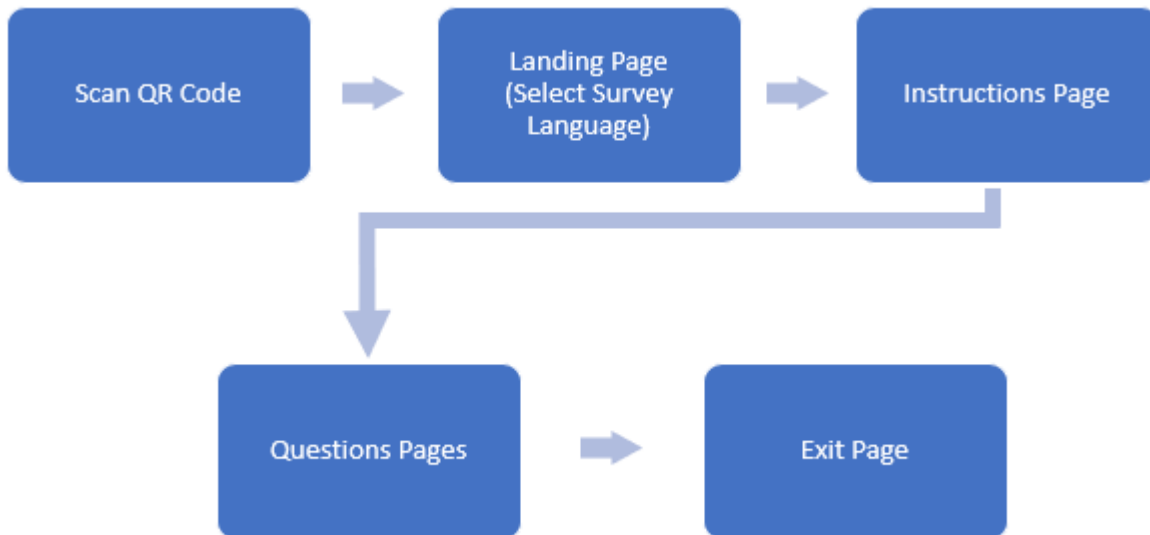 Scan QR Code
Landing Page
(Select Survey
Language)
Instructions Page
Questions Pages
Exit Page